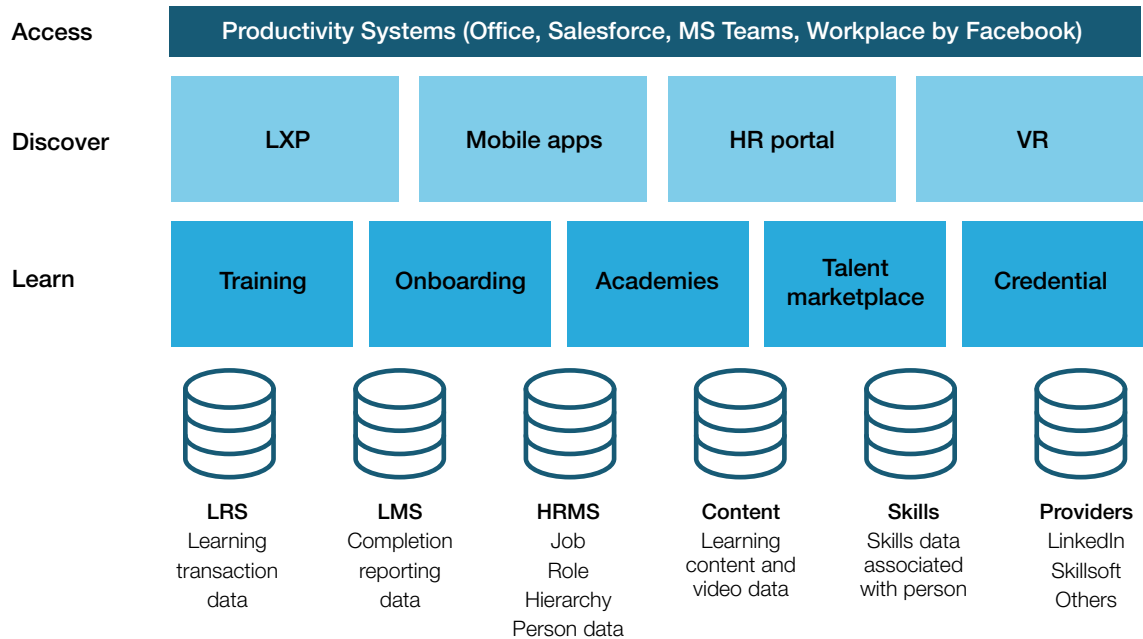 Access
Productivity Systems (Office, Salesforce, MS Teams, Workplace by Facebook)
Discover
LXP
Mobile apps
HR portal
VR
Learn
Training
Onboarding
Academies
Talent
marketplace
Credential
LRS
Learning
transaction
data
LMS
Completion
reporting
data
HRMS
Job
Role
Hierarchy
Person data
Content
Learning
content and
video data
Skills
Skills data
associated
with person
Providers
LinkedIn
Skillsoft
Others